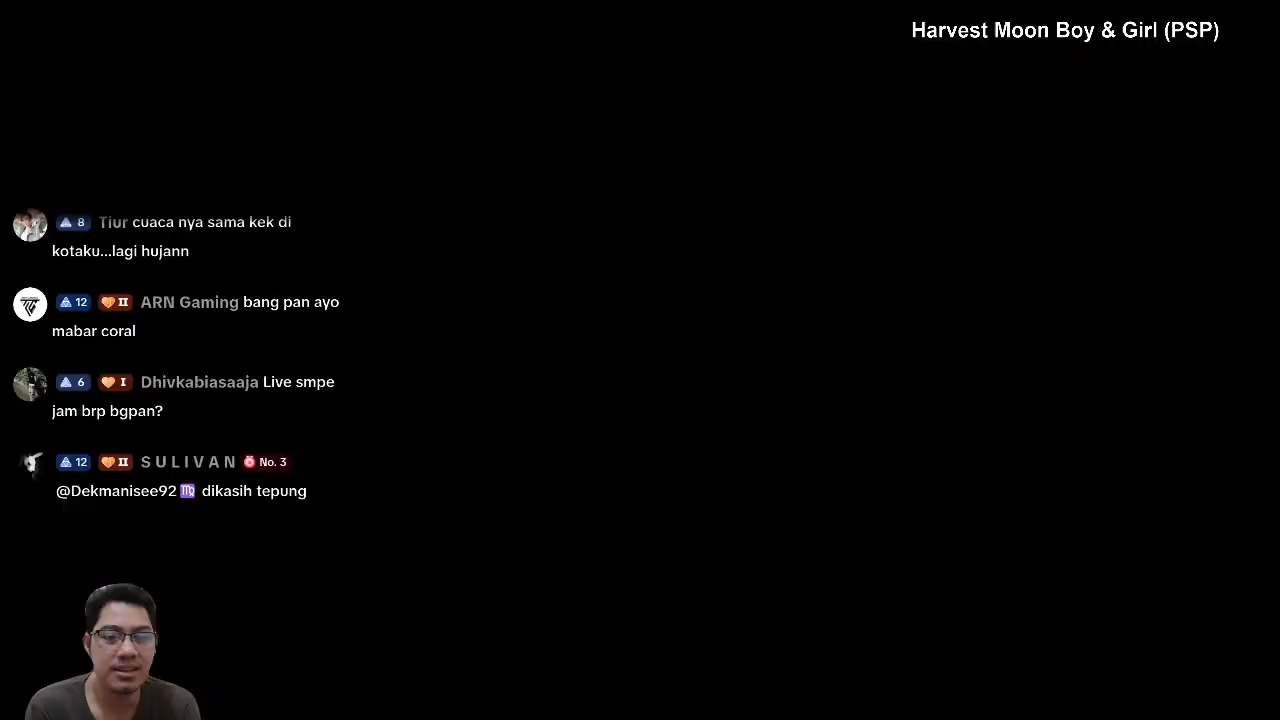 Harvest Moon Boy & Girl (PSP)
8 Tiur cuaca nya sama kek di
kotaku...lagi hujann
12 II ARN Gaming bang pan ayo
mabar coral
6 I Dhivkabiasaaja Live smpe
jam brp bgpan?
12 II S U L I V A N No. 3
@Dekmanisee92♍ dikasih tepung